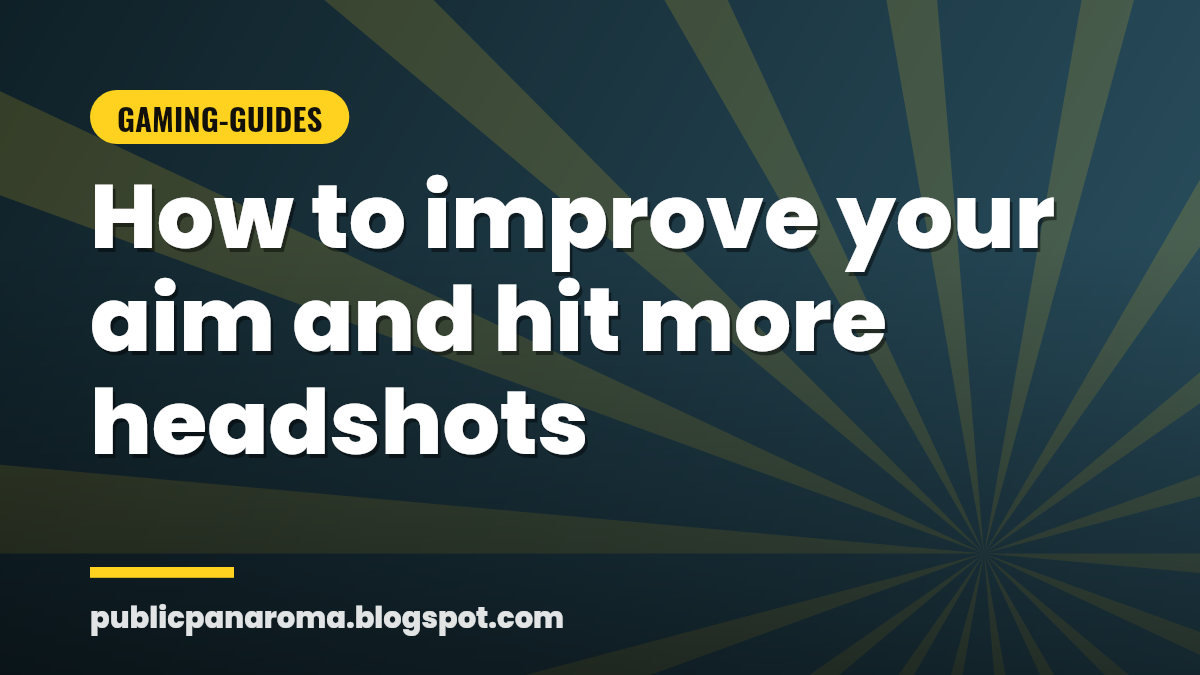 GAMING-GUIDES
How to improve your
aim and hit more
headshots
publicpanaroma.blogspot.com